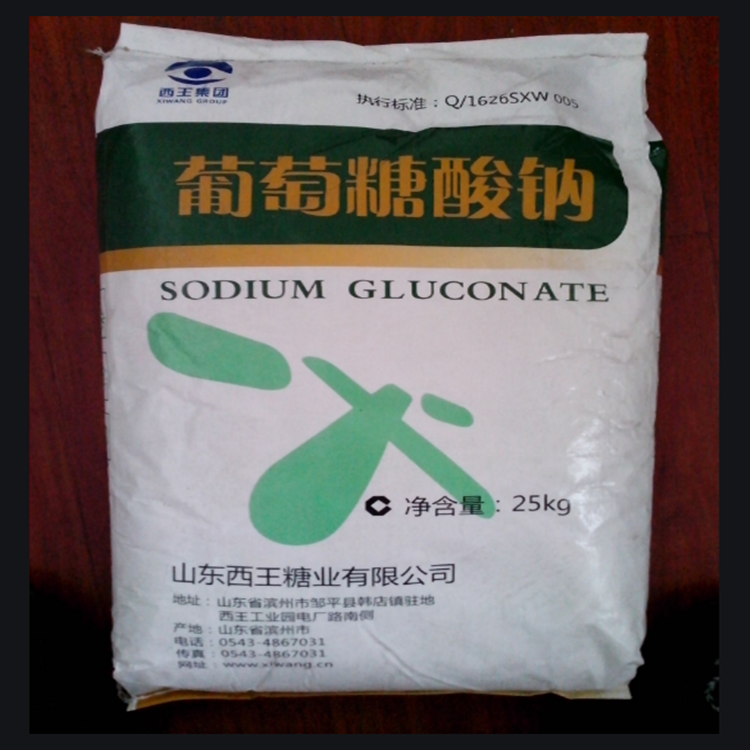 西王集团
XIWANG GROUP
执行标准：Q/1626SXW 005
葡萄糖酸钠
SODIUM GLUCONATE
净含量：25kg
山东西王糖业有限公司
地址：山东省滨州市邹平县韩店镇驻地
西王工业园电厂路南侧
产地：山东省滨州市
电话：0543-4867031
传真：0543-4867031
网址：www.xiwang.cn